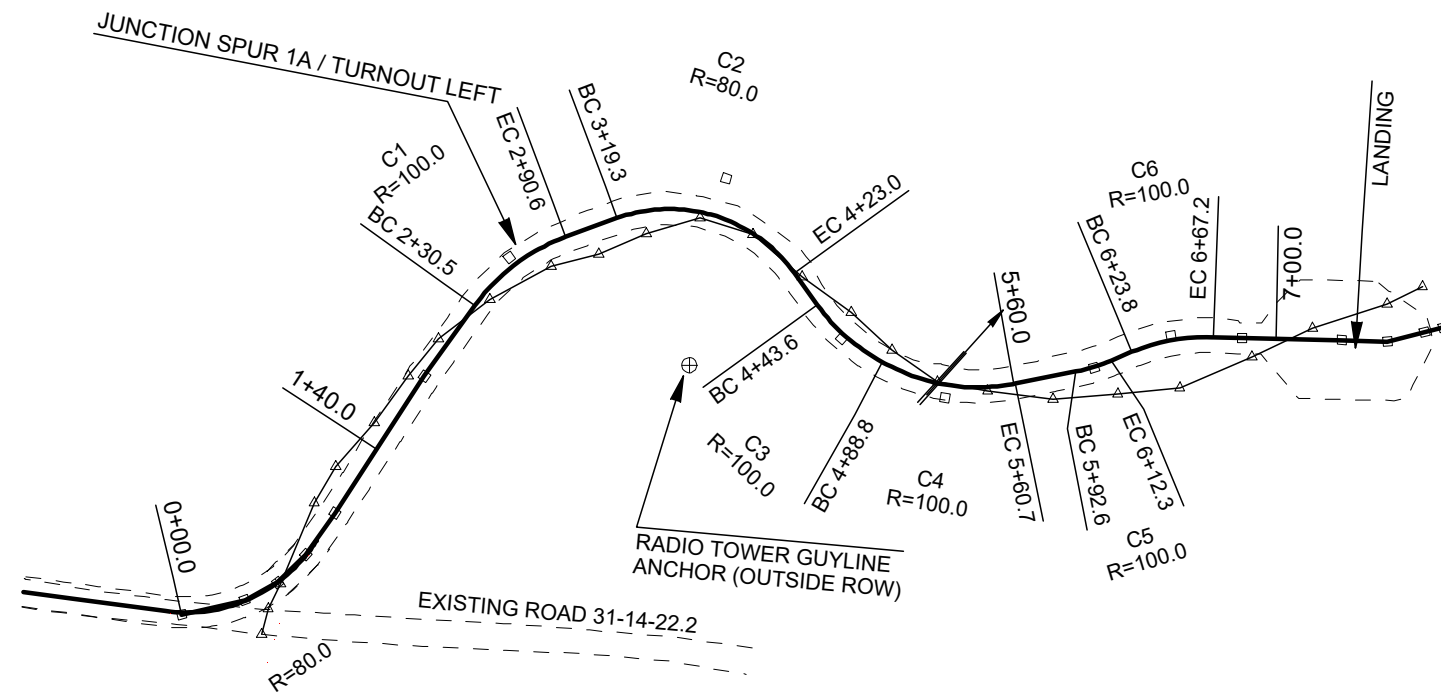 JUNCTION SPUR 1A / TURNOUT LEFT
C1
R=100.0
BC 2+30.5
EC 2+90.6
BC 3+19.3
C2
R=80.0
EC 4+23.0
BC 4+43.6
C3
R=100.0
BC 4+88.8
C4
R=100.0
5+60.0
EC 5+60.7
BC 5+92.6
EC 6+12.3
C5
R=100.0
BC 6+23.8
C6
R=100.0
EC 6+67.2
7+00.0
LANDING
1+40.0
0+00.0
R=80.0
EXISTING ROAD 31-14-22.2
RADIO TOWER GUYLINE
ANCHOR (OUTSIDE ROW)